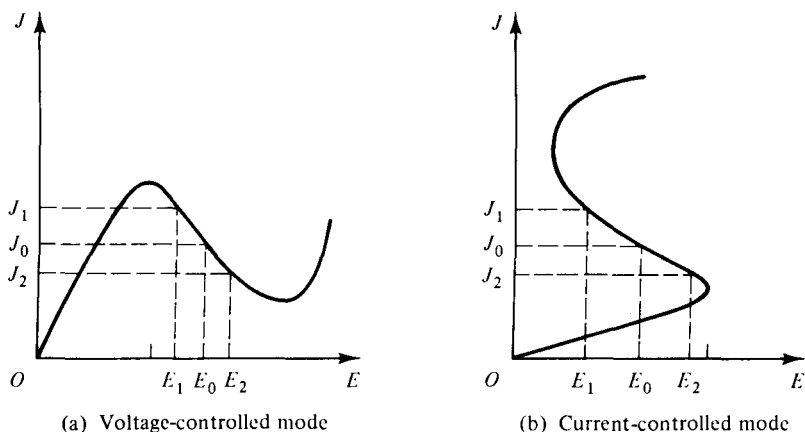 J
J₁
J₀
J₂
O
E₁ E₀ E₂
E
(a) Voltage-controlled mode
J
J₁
J₀
J₂
O
E₁
E₀
E₂
E
(b) Current-controlled mode